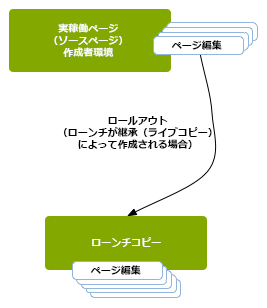 実稼働ページ
（ソースページ）
作成者環境
ページ編集
ロールアウト
（ローンチが継承（ライブコピー）
によって作成される場合）
ローンチコピー
ページ編集